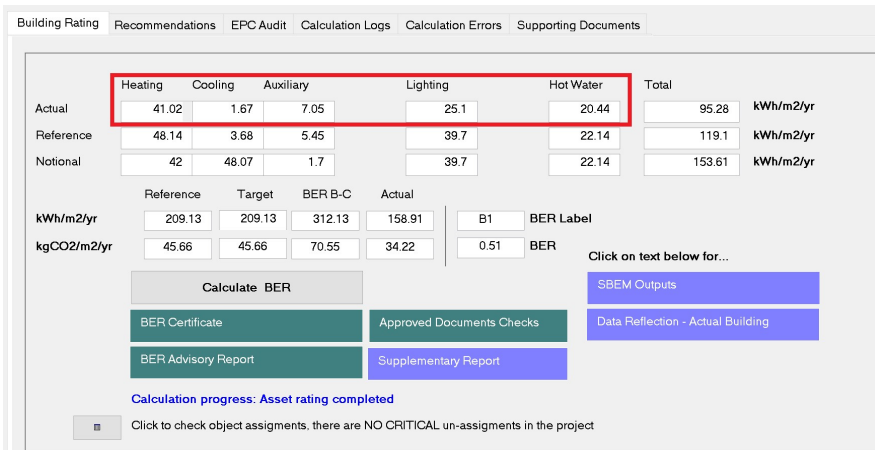 Building Rating Recommendations EPC Audit Calculation Logs Calculation Errors Supporting Documents
Heating Cooling Auxiliary Lighting Hot Water Total
Actual 41.02 1.67 7.05 25.1 20.44 95.28 kWh/m2/yr
Reference 48.14 3.68 5.45 39.7 22.14 119.1 kWh/m2/yr
Notional 42 48.07 1.7 39.7 22.14 153.61 kWh/m2/yr
Reference Target BER B-C Actual
kWh/m2/yr 209.13 209.13 312.13 158.91 B1 BER Label
kgCO2/m2/yr 45.66 45.66 70.55 34.22 0.51 BER
Click on text below for...
Calculate BER SBEM Outputs
BER Certificate Approved Documents Checks Data Reflection - Actual Building
BER Advisory Report Supplementary Report
Calculation progress: Asset rating completed
Click to check object assigments, there are NO CRITICAL un-assigments in the project